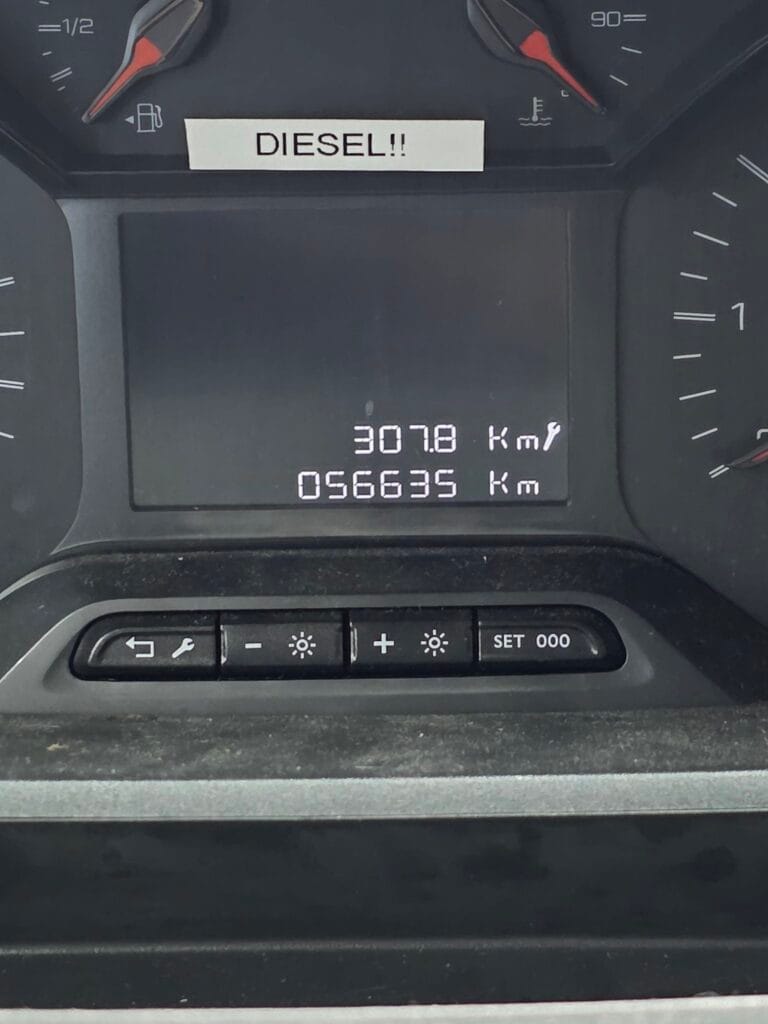 1/2
90
DIESEL!!
1
307.8 Km
056635 Km
- + SET 000